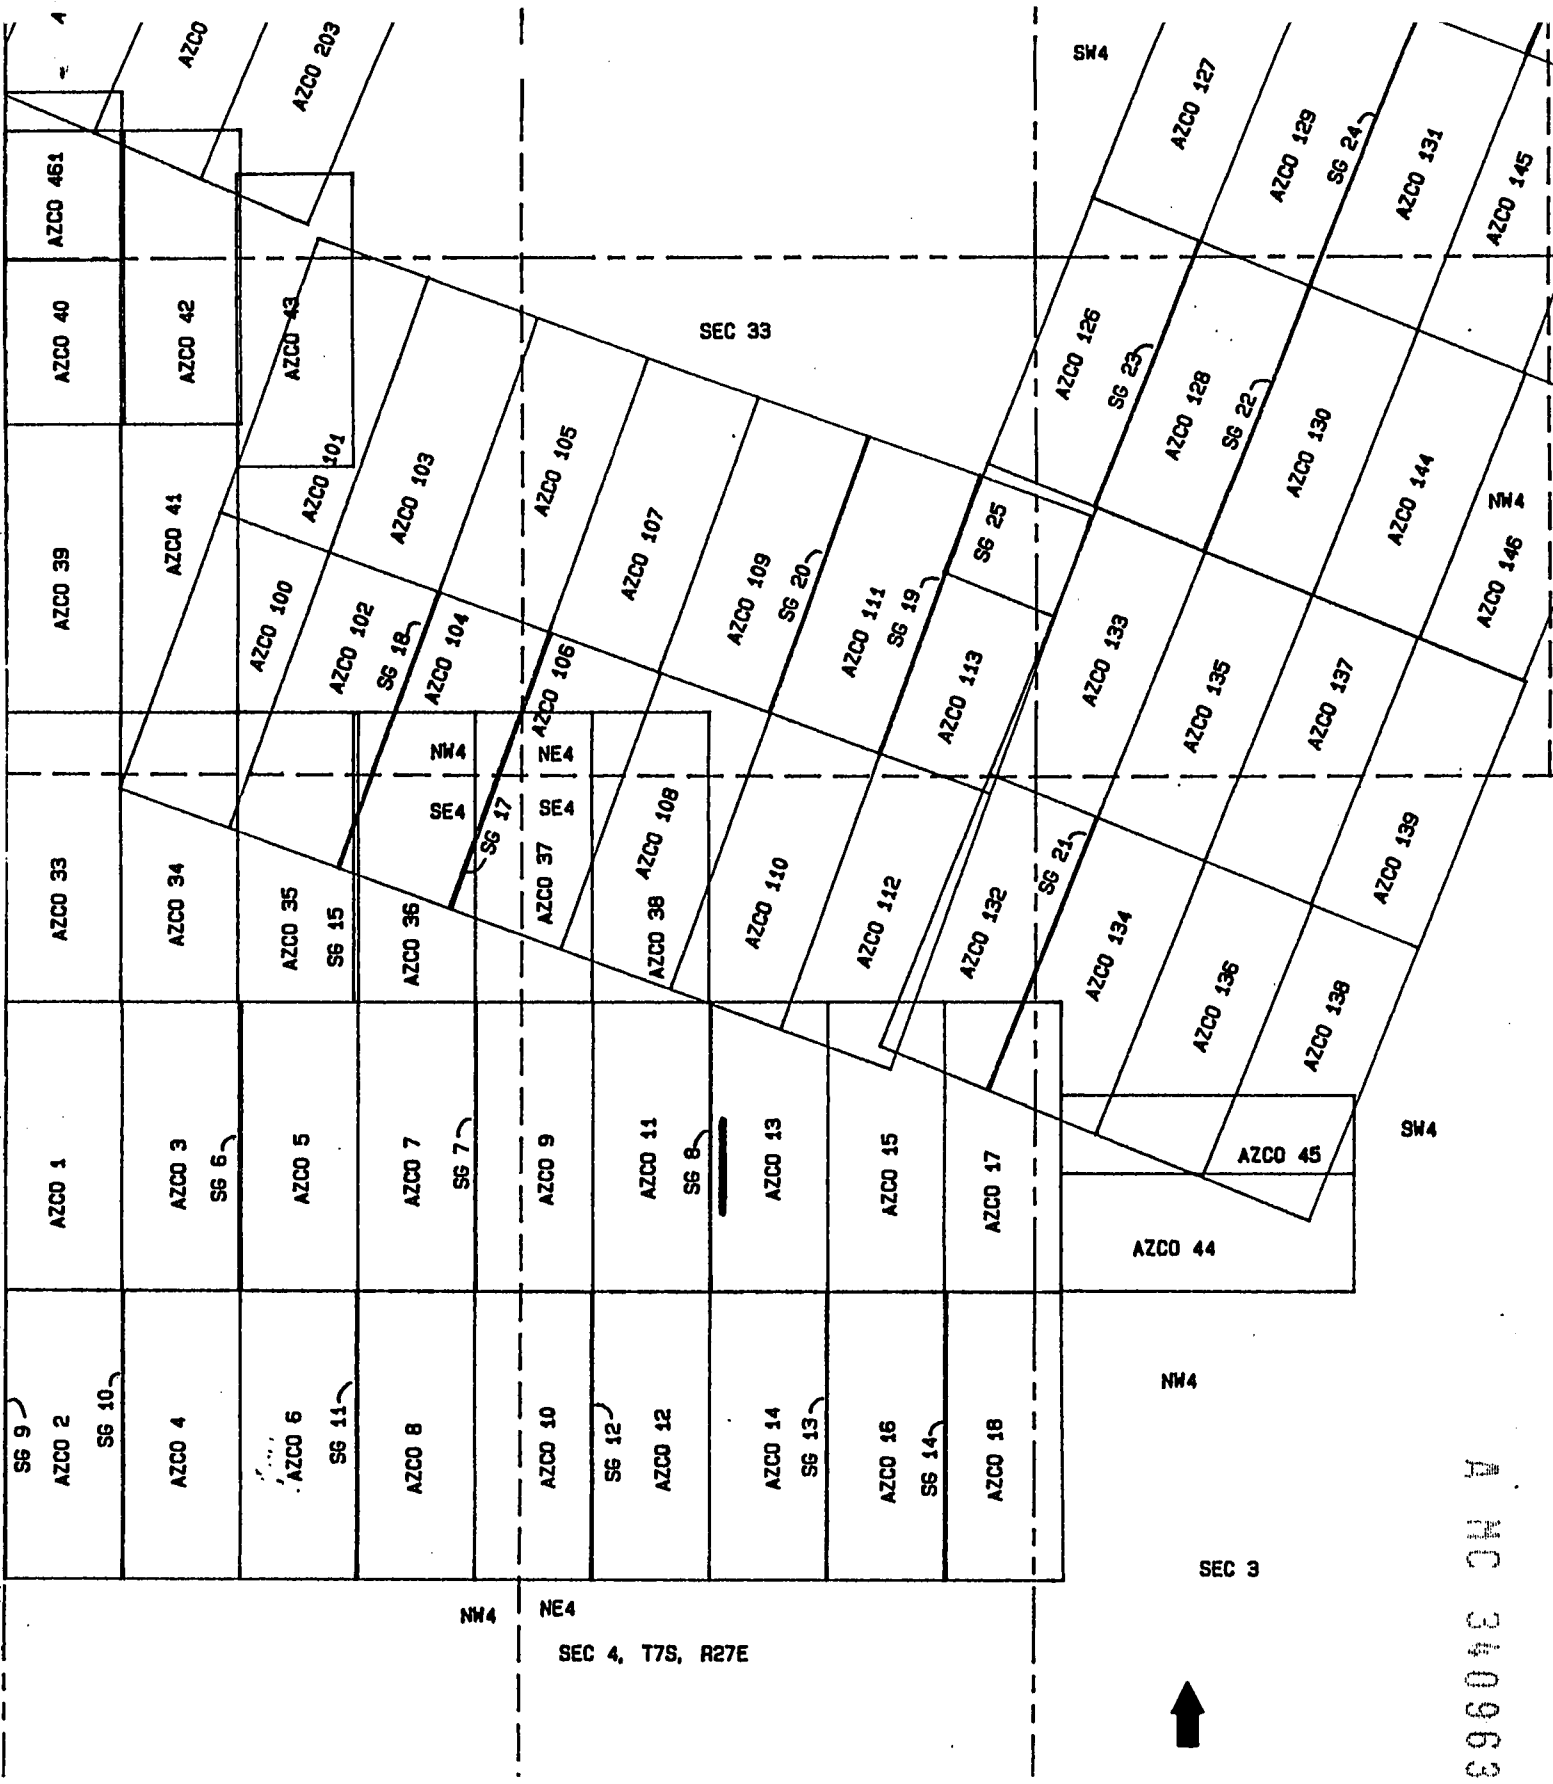 A
AZCO
AZCO 203
SW4
AZCO 127
AZCO 129
SG 24
AZCO 131
AZCO 145
AZCO 461
AZCO 40
AZCO 42
AZCO 43
SEC 33
AZCO 126
SG 23
AZCO 128
SG 22
AZCO 130
AZCO 144
NW4
AZCO 146
AZCO 39
AZCO 41
AZCO 101
AZCO 103
AZCO 105
AZCO 107
AZCO 109
SG 20
AZCO 111
SG 19
SG 25
AZCO 100
AZCO 102
SG 18
AZCO 104
AZCO 106
AZCO 113
AZCO 133
AZCO 135
AZCO 137
NW4
NE4
SE4
SE4
SG 17
AZCO 33
AZCO 34
AZCO 35
SG 15
AZCO 36
AZCO 37
AZCO 38
AZCO 108
AZCO 110
AZCO 112
AZCO 132
SG 21
AZCO 134
AZCO 136
AZCO 138
AZCO 139
AZCO 1
AZCO 3
SG 6
AZCO 5
AZCO 7
SG 7
AZCO 9
AZCO 11
SG 8
AZCO 13
AZCO 15
AZCO 17
AZCO 45
SW4
AZCO 44
SG 9
AZCO 2
SG 10
AZCO 4
AZCO 6
SG 11
AZCO 8
AZCO 10
SG 12
AZCO 12
AZCO 14
SG 13
AZCO 16
SG 14
AZCO 18
NW4
SEC 3
NW4
NE4
SEC 4, T7S, R27E
A MC 340963